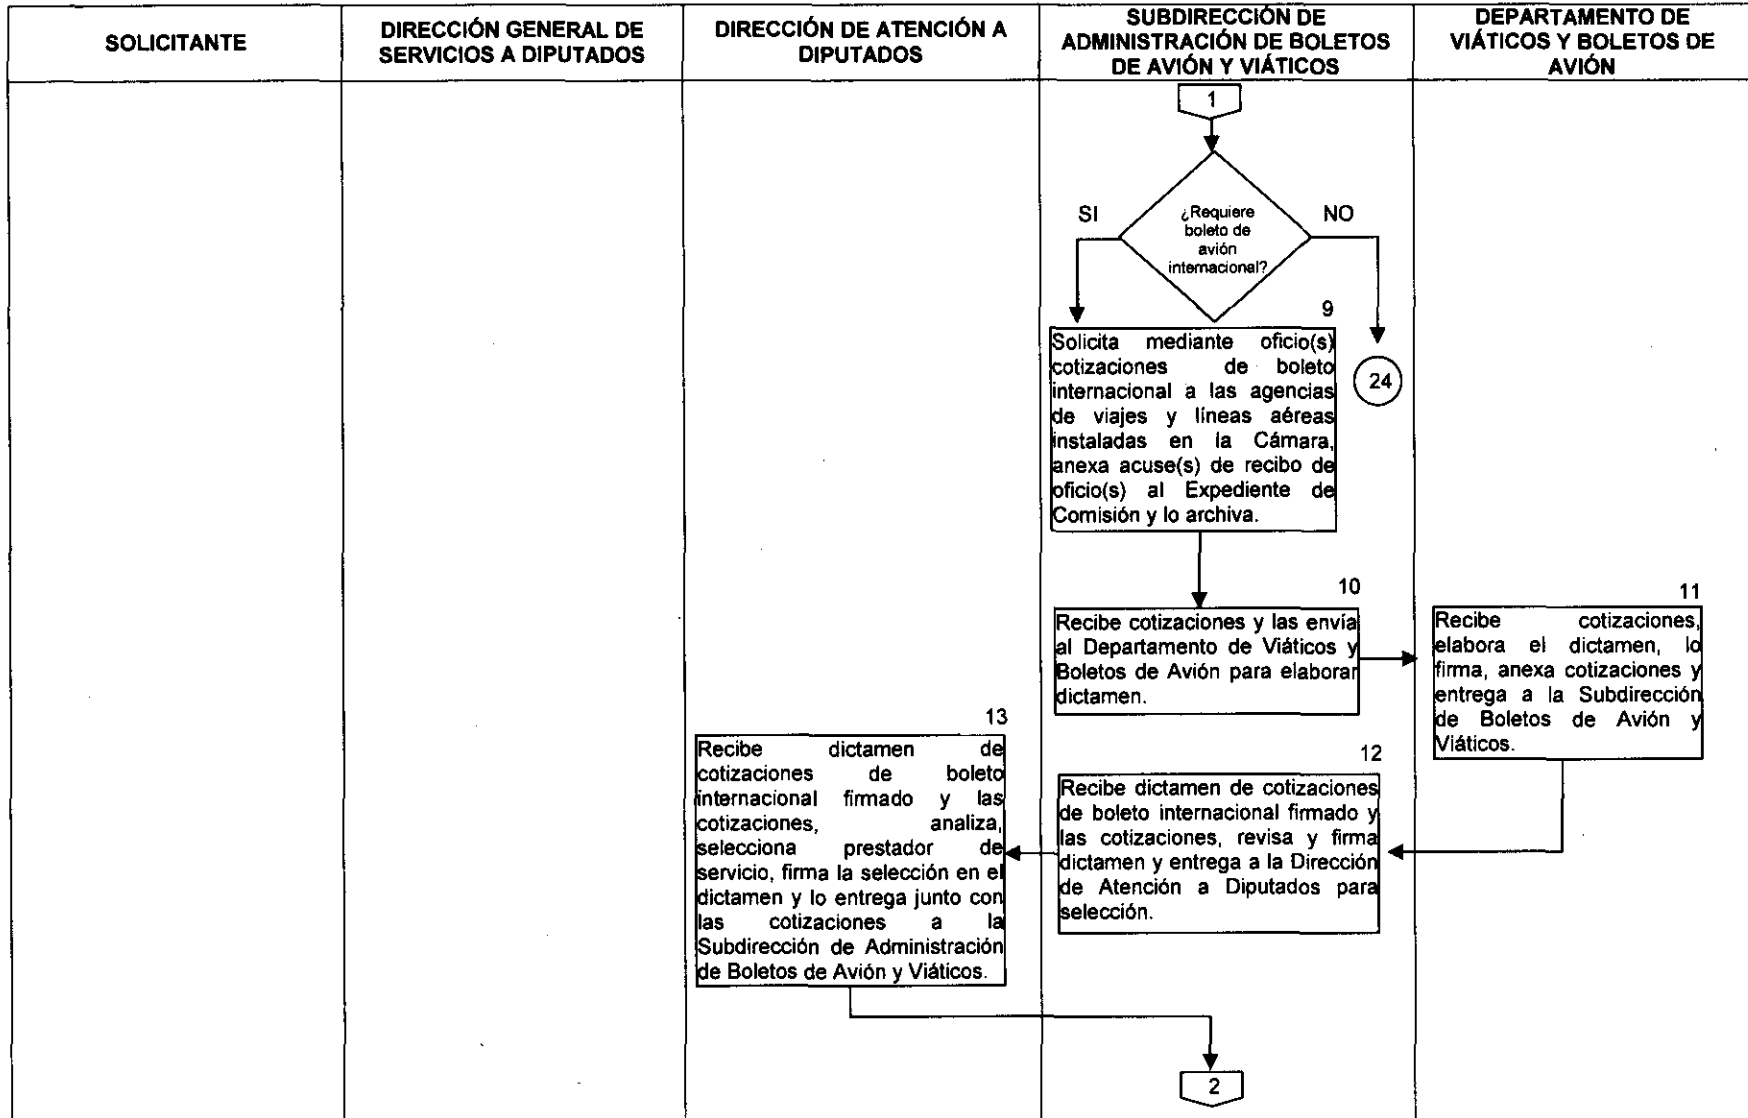 SOLICITANTE
DIRECCIÓN GENERAL DE
SERVICIOS A DIPUTADOS
DIRECCIÓN DE ATENCIÓN A
DIPUTADOS
SUBDIRECCIÓN DE
ADMINISTRACIÓN DE BOLETOS
DE AVIÓN Y VIÁTICOS
DEPARTAMENTO DE
VIÁTICOS Y BOLETOS DE
AVIÓN
1
SI
¿Requiere
boleto de
avión
internacional?
NO
9
Solicita mediante oficio(s)
cotizaciones de boleto
internacional a las agencias
de viajes y líneas aéreas
instaladas en la Cámara,
anexa acuse(s) de recibo de
oficio(s) al Expediente de
Comisión y lo archiva.
24
10
Recibe cotizaciones y las envía
al Departamento de Viáticos y
Boletos de Avión para elaborar
dictamen.
11
Recibe cotizaciones,
elabora el dictamen, lo
firma, anexa cotizaciones y
entrega a la Subdirección
de Boletos de Avión y
Viáticos.
12
Recibe dictamen de cotizaciones
de boleto internacional firmado y
las cotizaciones, revisa y firma
dictamen y entrega a la Dirección
de Atención a Diputados para
selección.
13
Recibe dictamen de
cotizaciones de boleto
internacional firmado y las
cotizaciones, analiza,
selecciona prestador de
servicio, firma la selección en el
dictamen y lo entrega junto con
las cotizaciones a la
Subdirección de Administración
de Boletos de Avión y Viáticos.
2